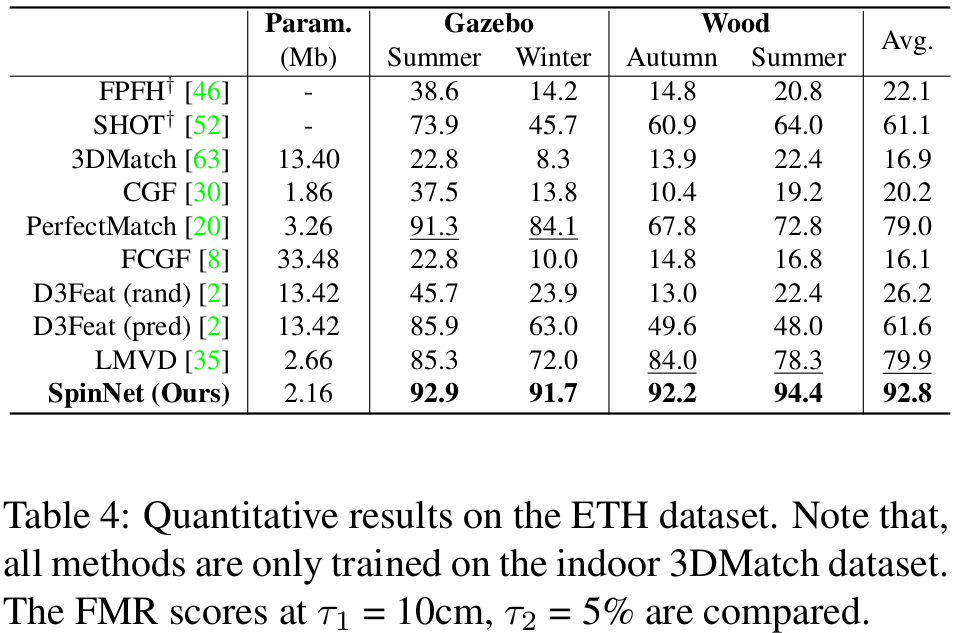 Param. Gazebo Wood Avg.
(Mb) Summer Winter Autumn Summer
FPFH† [46] - 38.6 14.2 14.8 20.8 22.1
SHOT† [52] - 73.9 45.7 60.9 64.0 61.1
3DMatch [63] 13.40 22.8 8.3 13.9 22.4 16.9
CGF [30] 1.86 37.5 13.8 10.4 19.2 20.2
PerfectMatch [20] 3.26 91.3 84.1 67.8 72.8 79.0
FCGF [8] 33.48 22.8 10.0 14.8 16.8 16.1
D3Feat (rand) [2] 13.42 45.7 23.9 13.0 22.4 26.2
D3Feat (pred) [2] 13.42 85.9 63.0 49.6 48.0 61.6
LMVD [35] 2.66 85.3 72.0 84.0 78.3 79.9
SpinNet (Ours) 2.16 92.9 91.7 92.2 94.4 92.8
Table 4: Quantitative results on the ETH dataset. Note that,
all methods are only trained on the indoor 3DMatch dataset.
The FMR scores at τ1 = 10cm, τ2 = 5% are compared.